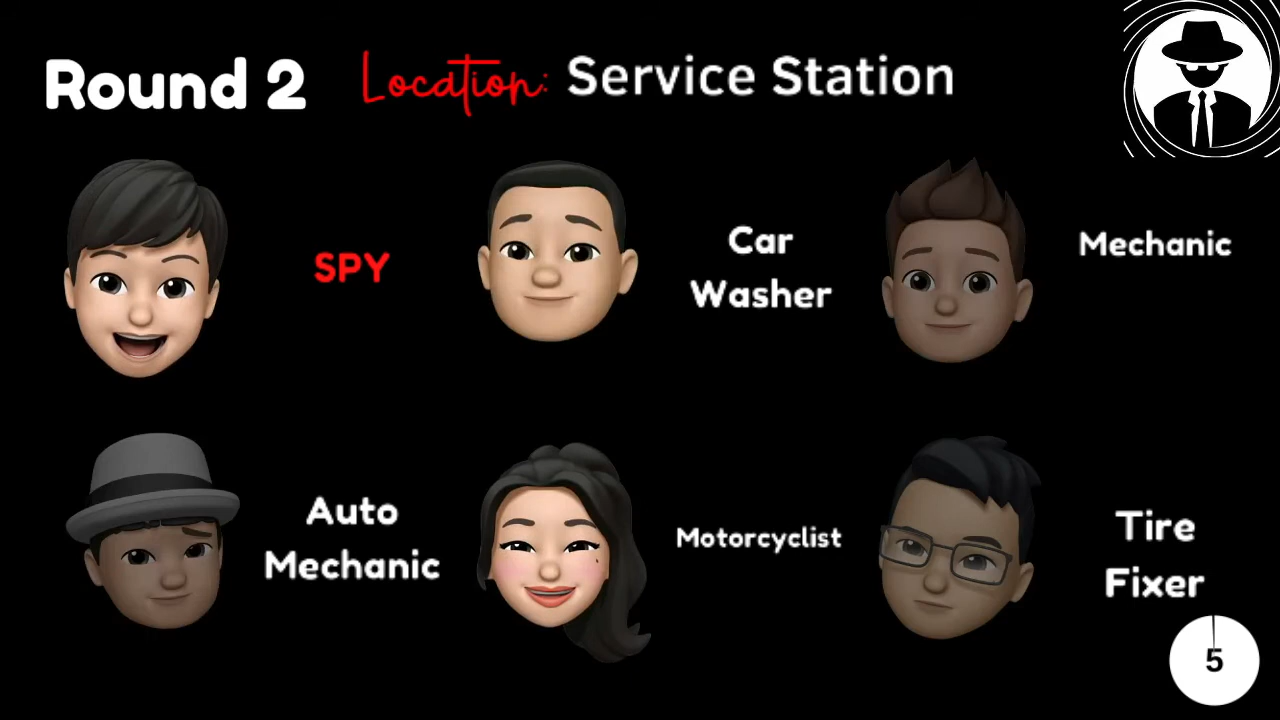 Round 2
Location: Service Station
SPY
Car
Washer
Mechanic
Auto
Mechanic
Motorcyclist
Tire
Fixer
5